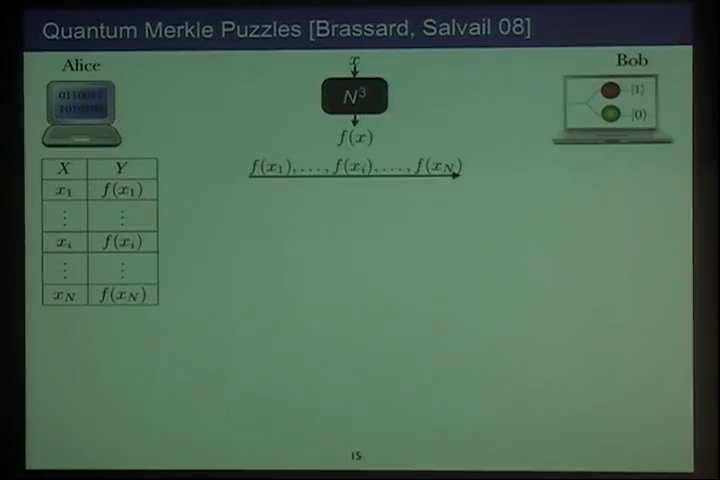 Quantum Merkle Puzzles [Brassard, Salvail 08]
Alice
x
Bob
N³
|1⟩
|0⟩
f(x)
f(x₁), . . . , f(xᵢ), . . . , f(x_N)
X Y
x₁ f(x₁)
⋮ ⋮
xᵢ f(xᵢ)
⋮ ⋮
x_N f(x_N)
15